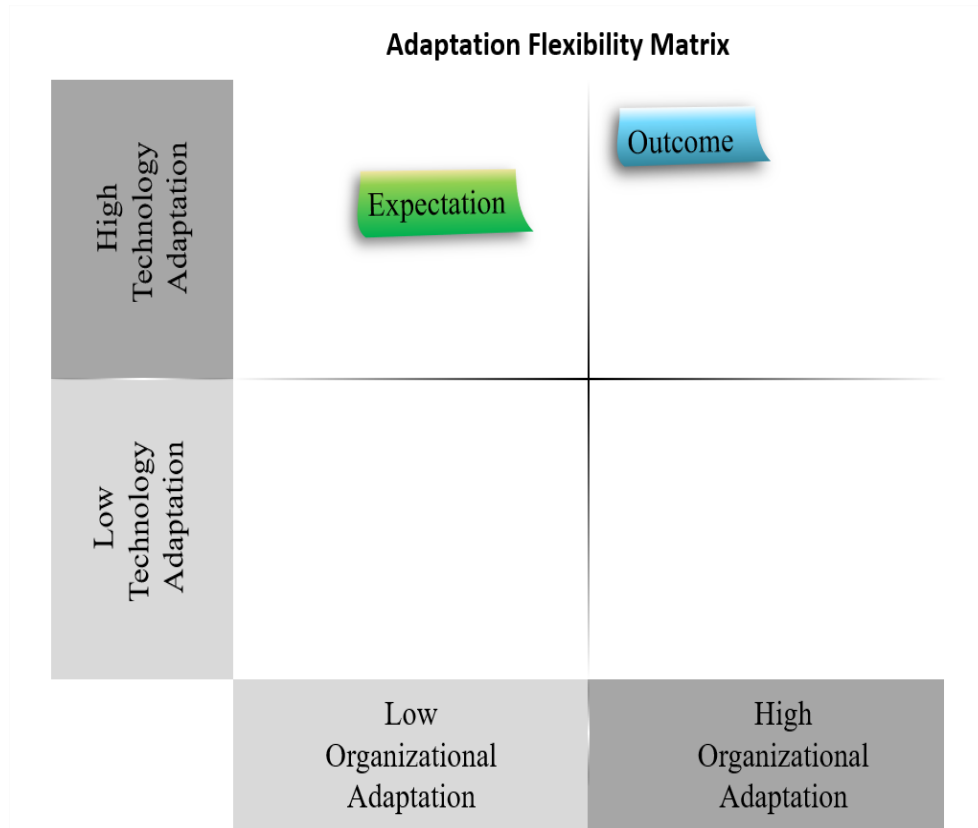 Adaptation Flexibility Matrix
Outcome
Expectation
High
Technology
Adaptation
Low
Technology
Adaptation
Low
Organizational
Adaptation
High
Organizational
Adaptation